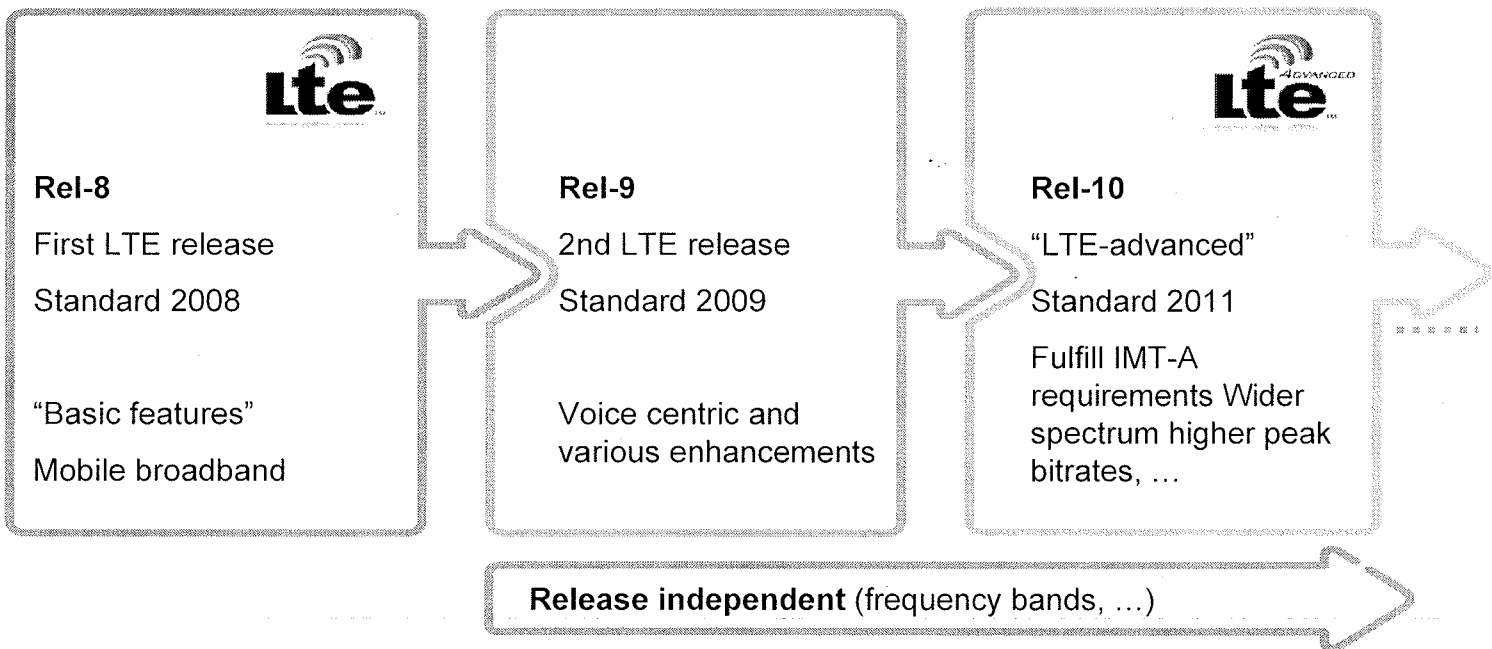 Lte
Rel-8
First LTE release
Standard 2008
"Basic features"
Mobile broadband
Rel-9
2nd LTE release
Standard 2009
Voice centric and
various enhancements
ADVANCED
Lte
Rel-10
"LTE-advanced"
Standard 2011
Fulfill IMT-A
requirements Wider
spectrum higher peak
bitrates, ...
Release independent (frequency bands, ...)